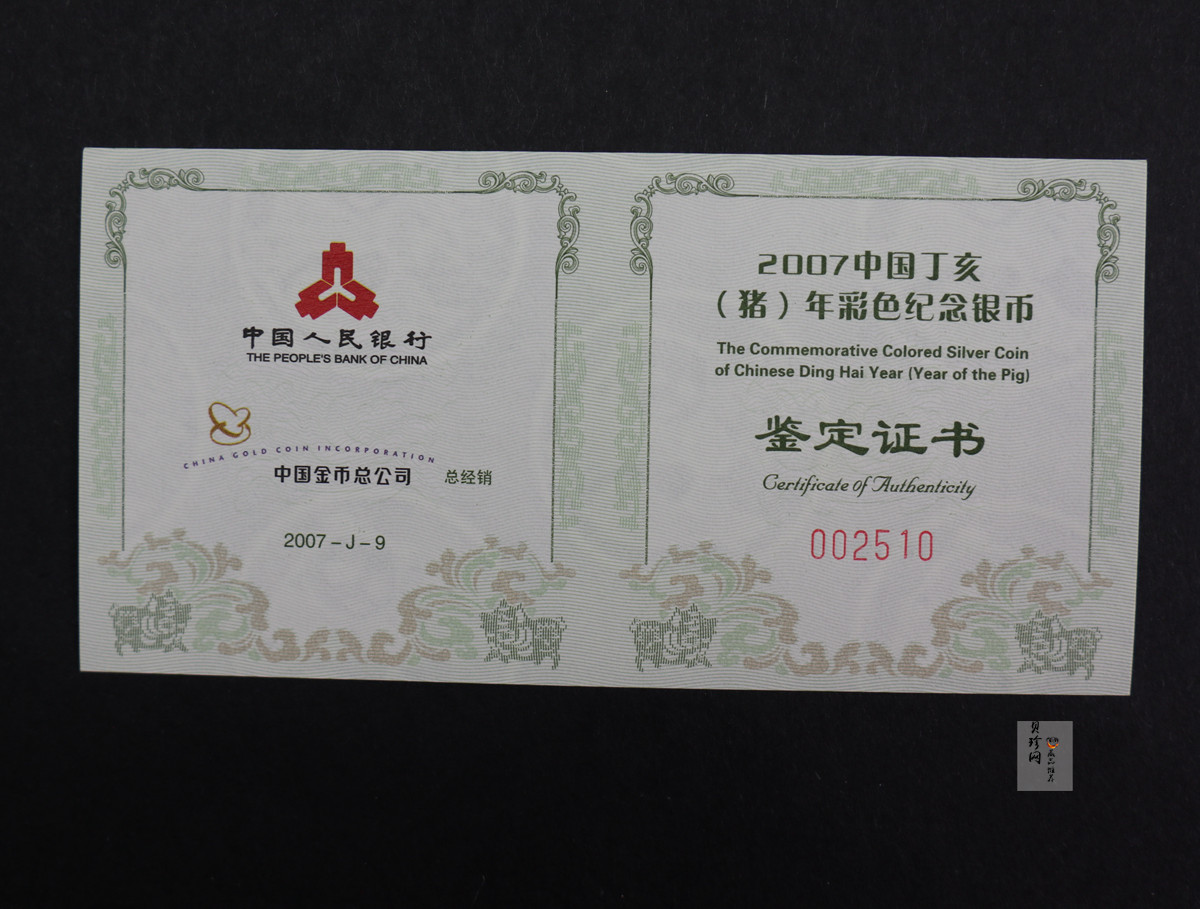 中国人民银行
THE PEOPLE'S BANK OF CHINA
CHINA GOLD COIN INCORPORATION
中国金币总公司 总经销
2007-J-9
2007中国丁亥
（猪）年彩色纪念银币
The Commemorative Colored Silver Coin
of Chinese Ding Hai Year (Year of the Pig)
鉴定证书
Certificate of Authenticity
002510
贝珍网